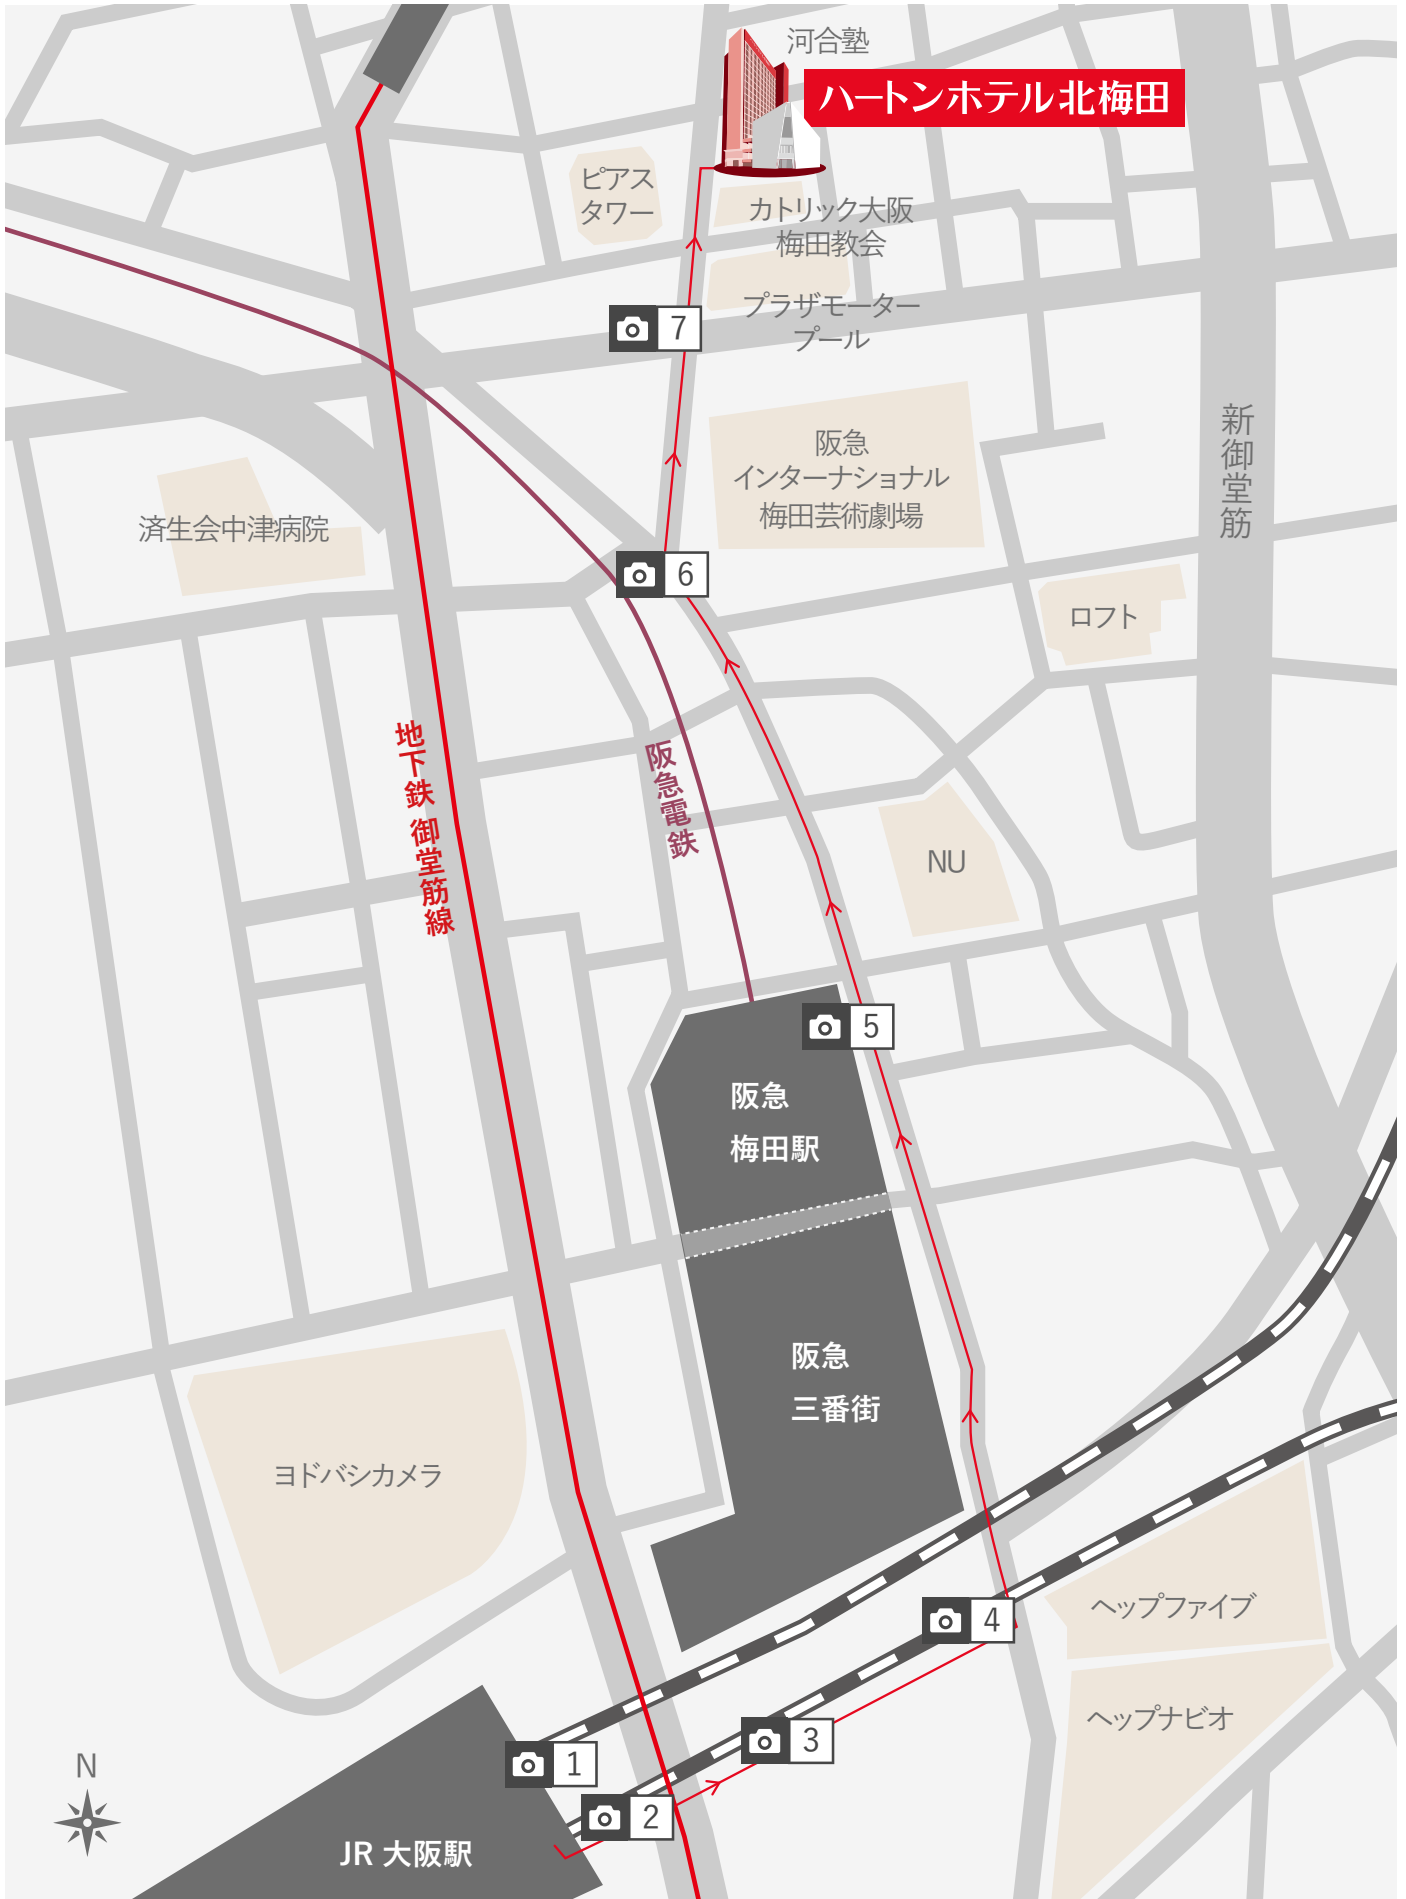 河合塾
ハートンホテル北梅田
ピアス
タワー
カトリック大阪
梅田教会
プラザモーター
プール
7
阪急
インターナショナル
梅田芸術劇場
新御堂筋
済生会中津病院
6
ロフト
地下鉄 御堂筋線
阪急電鉄
NU
5
阪急
梅田駅
阪急
三番街
ヨドバシカメラ
4
ヘップファイブ
ヘップナビオ
3
1
2
N
JR 大阪駅